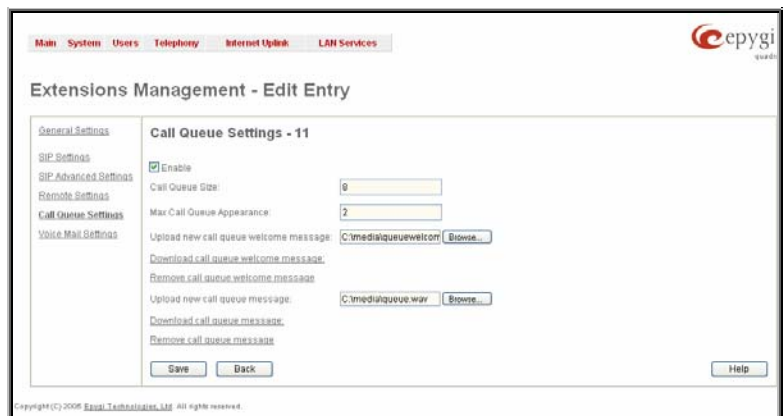 Main System Users Telephony Internet Uplink LAN Services
epygi
quadro
Extensions Management - Edit Entry
General Settings
SIP Settings
SIP Advanced Settings
Remote Settings
Call Queue Settings
Voice Mail Settings
Call Queue Settings - 11
Enable
Call Queue Size:
Max Call Queue Appearance: 2
Upload new call queue welcome message: C:\media\queuewelcom Browse...
Download call queue welcome message:
Remove call queue welcome message
Upload new call queue message: C:\media\queue.wav Browse...
Download call queue message:
Remove call queue message
Save Back Help
Copyright (C) 2006 Epygi Technologies, Ltd. All rights reserved.